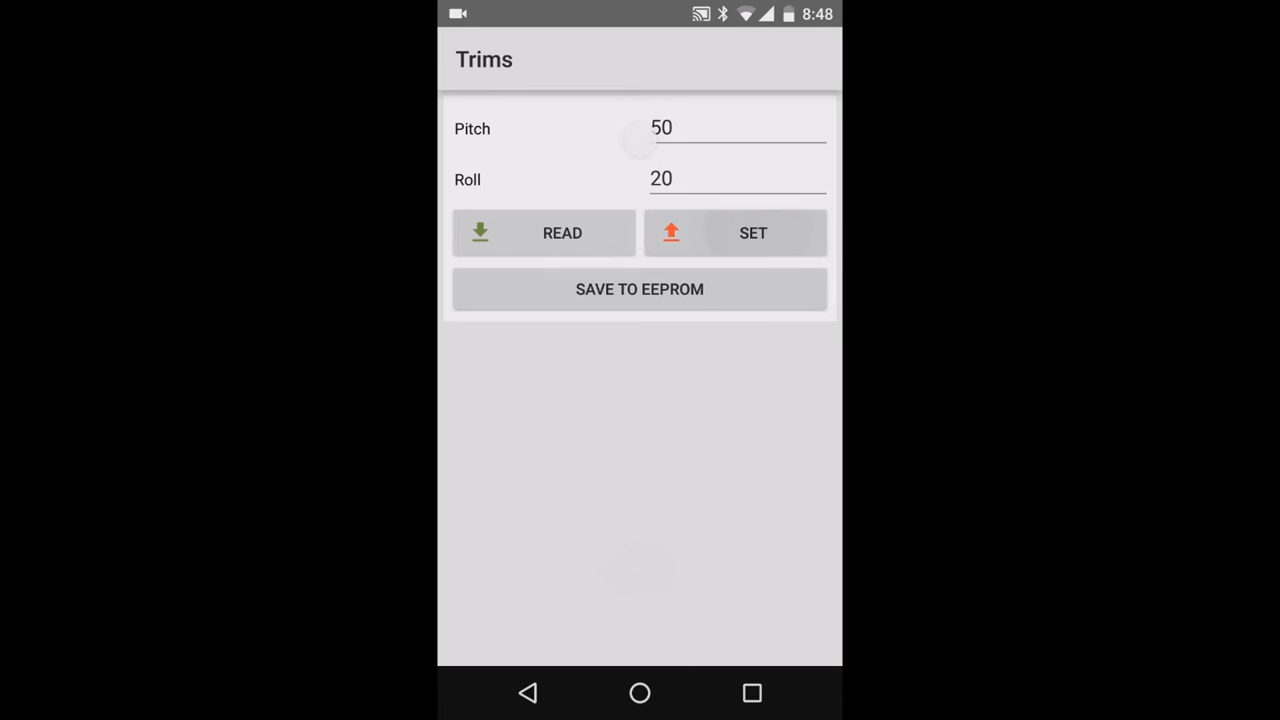 8:48
Trims
Pitch 50
Roll 20
READ SET
SAVE TO EEPROM